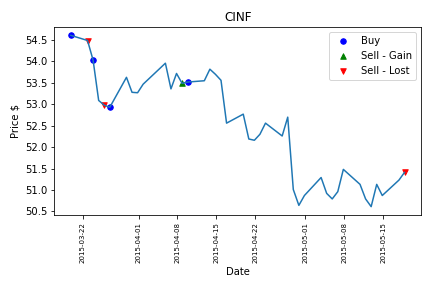 CINF
Buy
Sell - Gain
Sell - Lost
Price $
54.5
54.0
53.5
53.0
52.5
52.0
51.5
51.0
50.5
2015-03-22
2015-04-01
2015-04-08
2015-04-15
2015-04-22
2015-05-01
2015-05-08
2015-05-15
Date